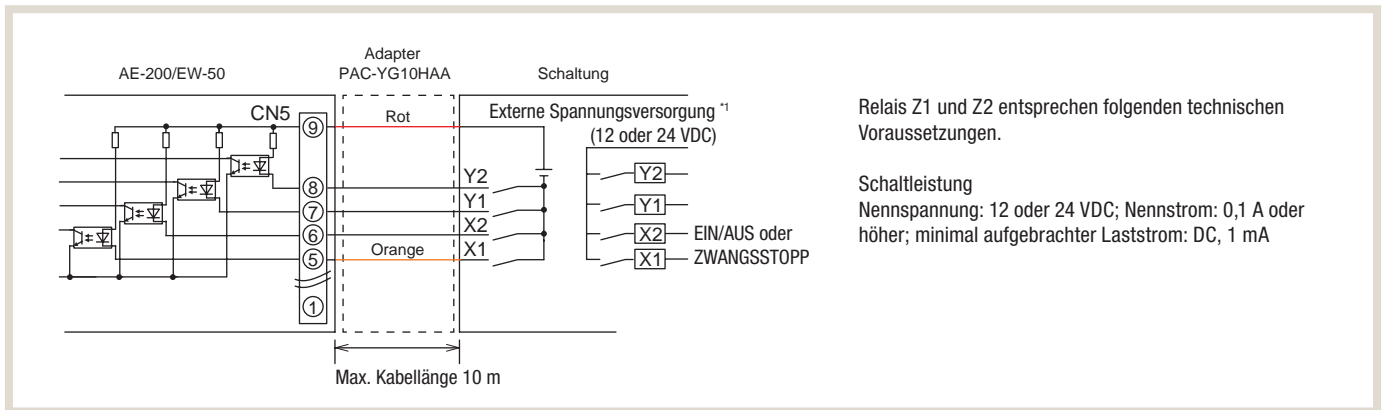 Adapter
AE-200/EW-50
PAC-YG10HAA
Schaltung
CN5
Rot
Externe Spannungsversorgung *1
(12 oder 24 VDC)
9
8
7
6
5
1
Y2
Y1
X2
X1
Orange
Y2
Y1
X2
EIN/AUS oder
X1
ZWANGSSTOPP
Max. Kabellänge 10 m
Relais Z1 und Z2 entsprechen folgenden technischen
Voraussetzungen.
Schaltleistung
Nennspannung: 12 oder 24 VDC; Nennstrom: 0,1 A oder
höher; minimal aufgebrachter Laststrom: DC, 1 mA